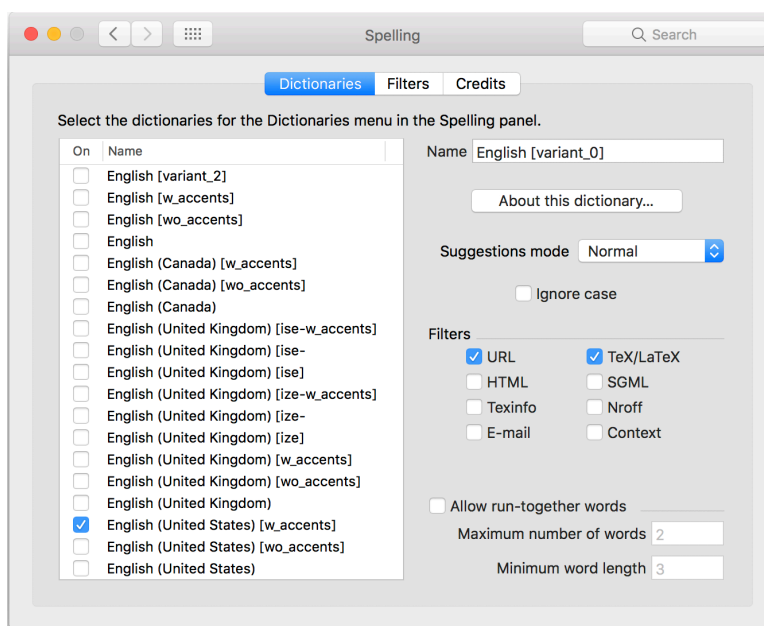 Spelling
Search
Dictionaries Filters Credits
Select the dictionaries for the Dictionaries menu in the Spelling panel.
On Name
English [variant_2]
English [w_accents]
English [wo_accents]
English
English (Canada) [w_accents]
English (Canada) [wo_accents]
English (Canada)
English (United Kingdom) [ise-w_accents]
English (United Kingdom) [ise-
English (United Kingdom) [ise]
English (United Kingdom) [ize-w_accents]
English (United Kingdom) [ize-
English (United Kingdom) [ize]
English (United Kingdom) [w_accents]
English (United Kingdom) [wo_accents]
English (United Kingdom)
English (United States) [w_accents]
English (United States) [wo_accents]
English (United States)
Name English [variant_0]
About this dictionary...
Suggestions mode Normal
Ignore case
Filters
URL TeX/LaTeX
HTML SGML
Texinfo Nroff
E-mail Context
Allow run-together words
Maximum number of words 2
Minimum word length 3